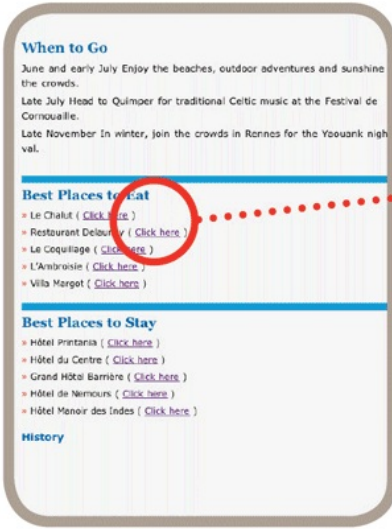 When to Go
June and early July Enjoy the beaches, outdoor adventures and sunshine
the crowds.
Late July Head to Quimper for traditional Celtic music at the Festival de
Cornouaille.
Late November In winter, join the crowds in Rennes for the Yaouank nigh
val.
Best Places to Eat
» Le Chalut ( Click here )
» Restaurant Delaunay ( Click here )
» Le Coquillage ( Click here )
» L'Ambroisie ( Click here )
» Villa Margot ( Click here )
Best Places to Stay
» Hôtel Printania ( Click here )
» Hôtel du Centre ( Click here )
» Grand Hôtel Barrière ( Click here )
» Hôtel de Nemours ( Click here )
» Hôtel Manoir des Indes ( Click here )
History